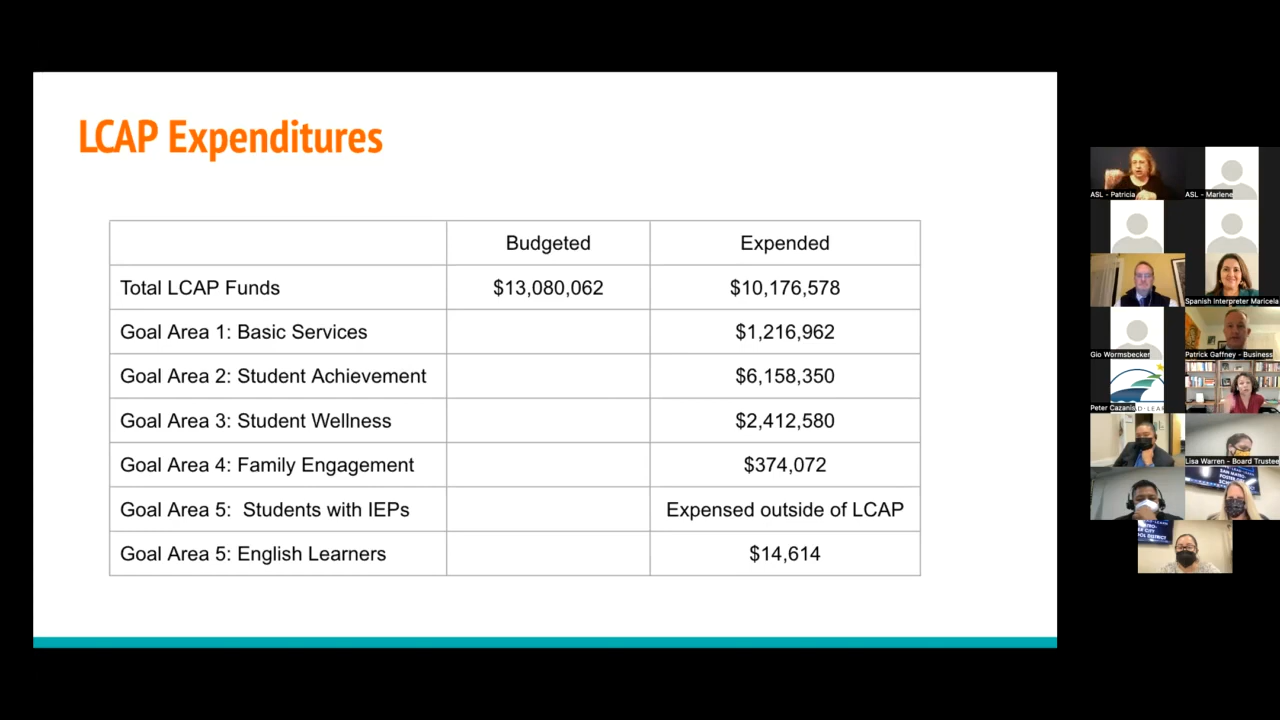 LCAP Expenditures
Budgeted Expended
Total LCAP Funds $13,080,062 $10,176,578
Goal Area 1: Basic Services $1,216,962
Goal Area 2: Student Achievement $6,158,350
Goal Area 3: Student Wellness $2,412,580
Goal Area 4: Family Engagement $374,072
Goal Area 5: Students with IEPs Expensed outside of LCAP
Goal Area 5: English Learners $14,614
ASL - Patricia
ASL - Marlene
Spanish Interpreter Maricela
Gio Wormsbecker
Patrick Gaffney - Business
Peter Cazanis
Lisa Warren - Board Trustee